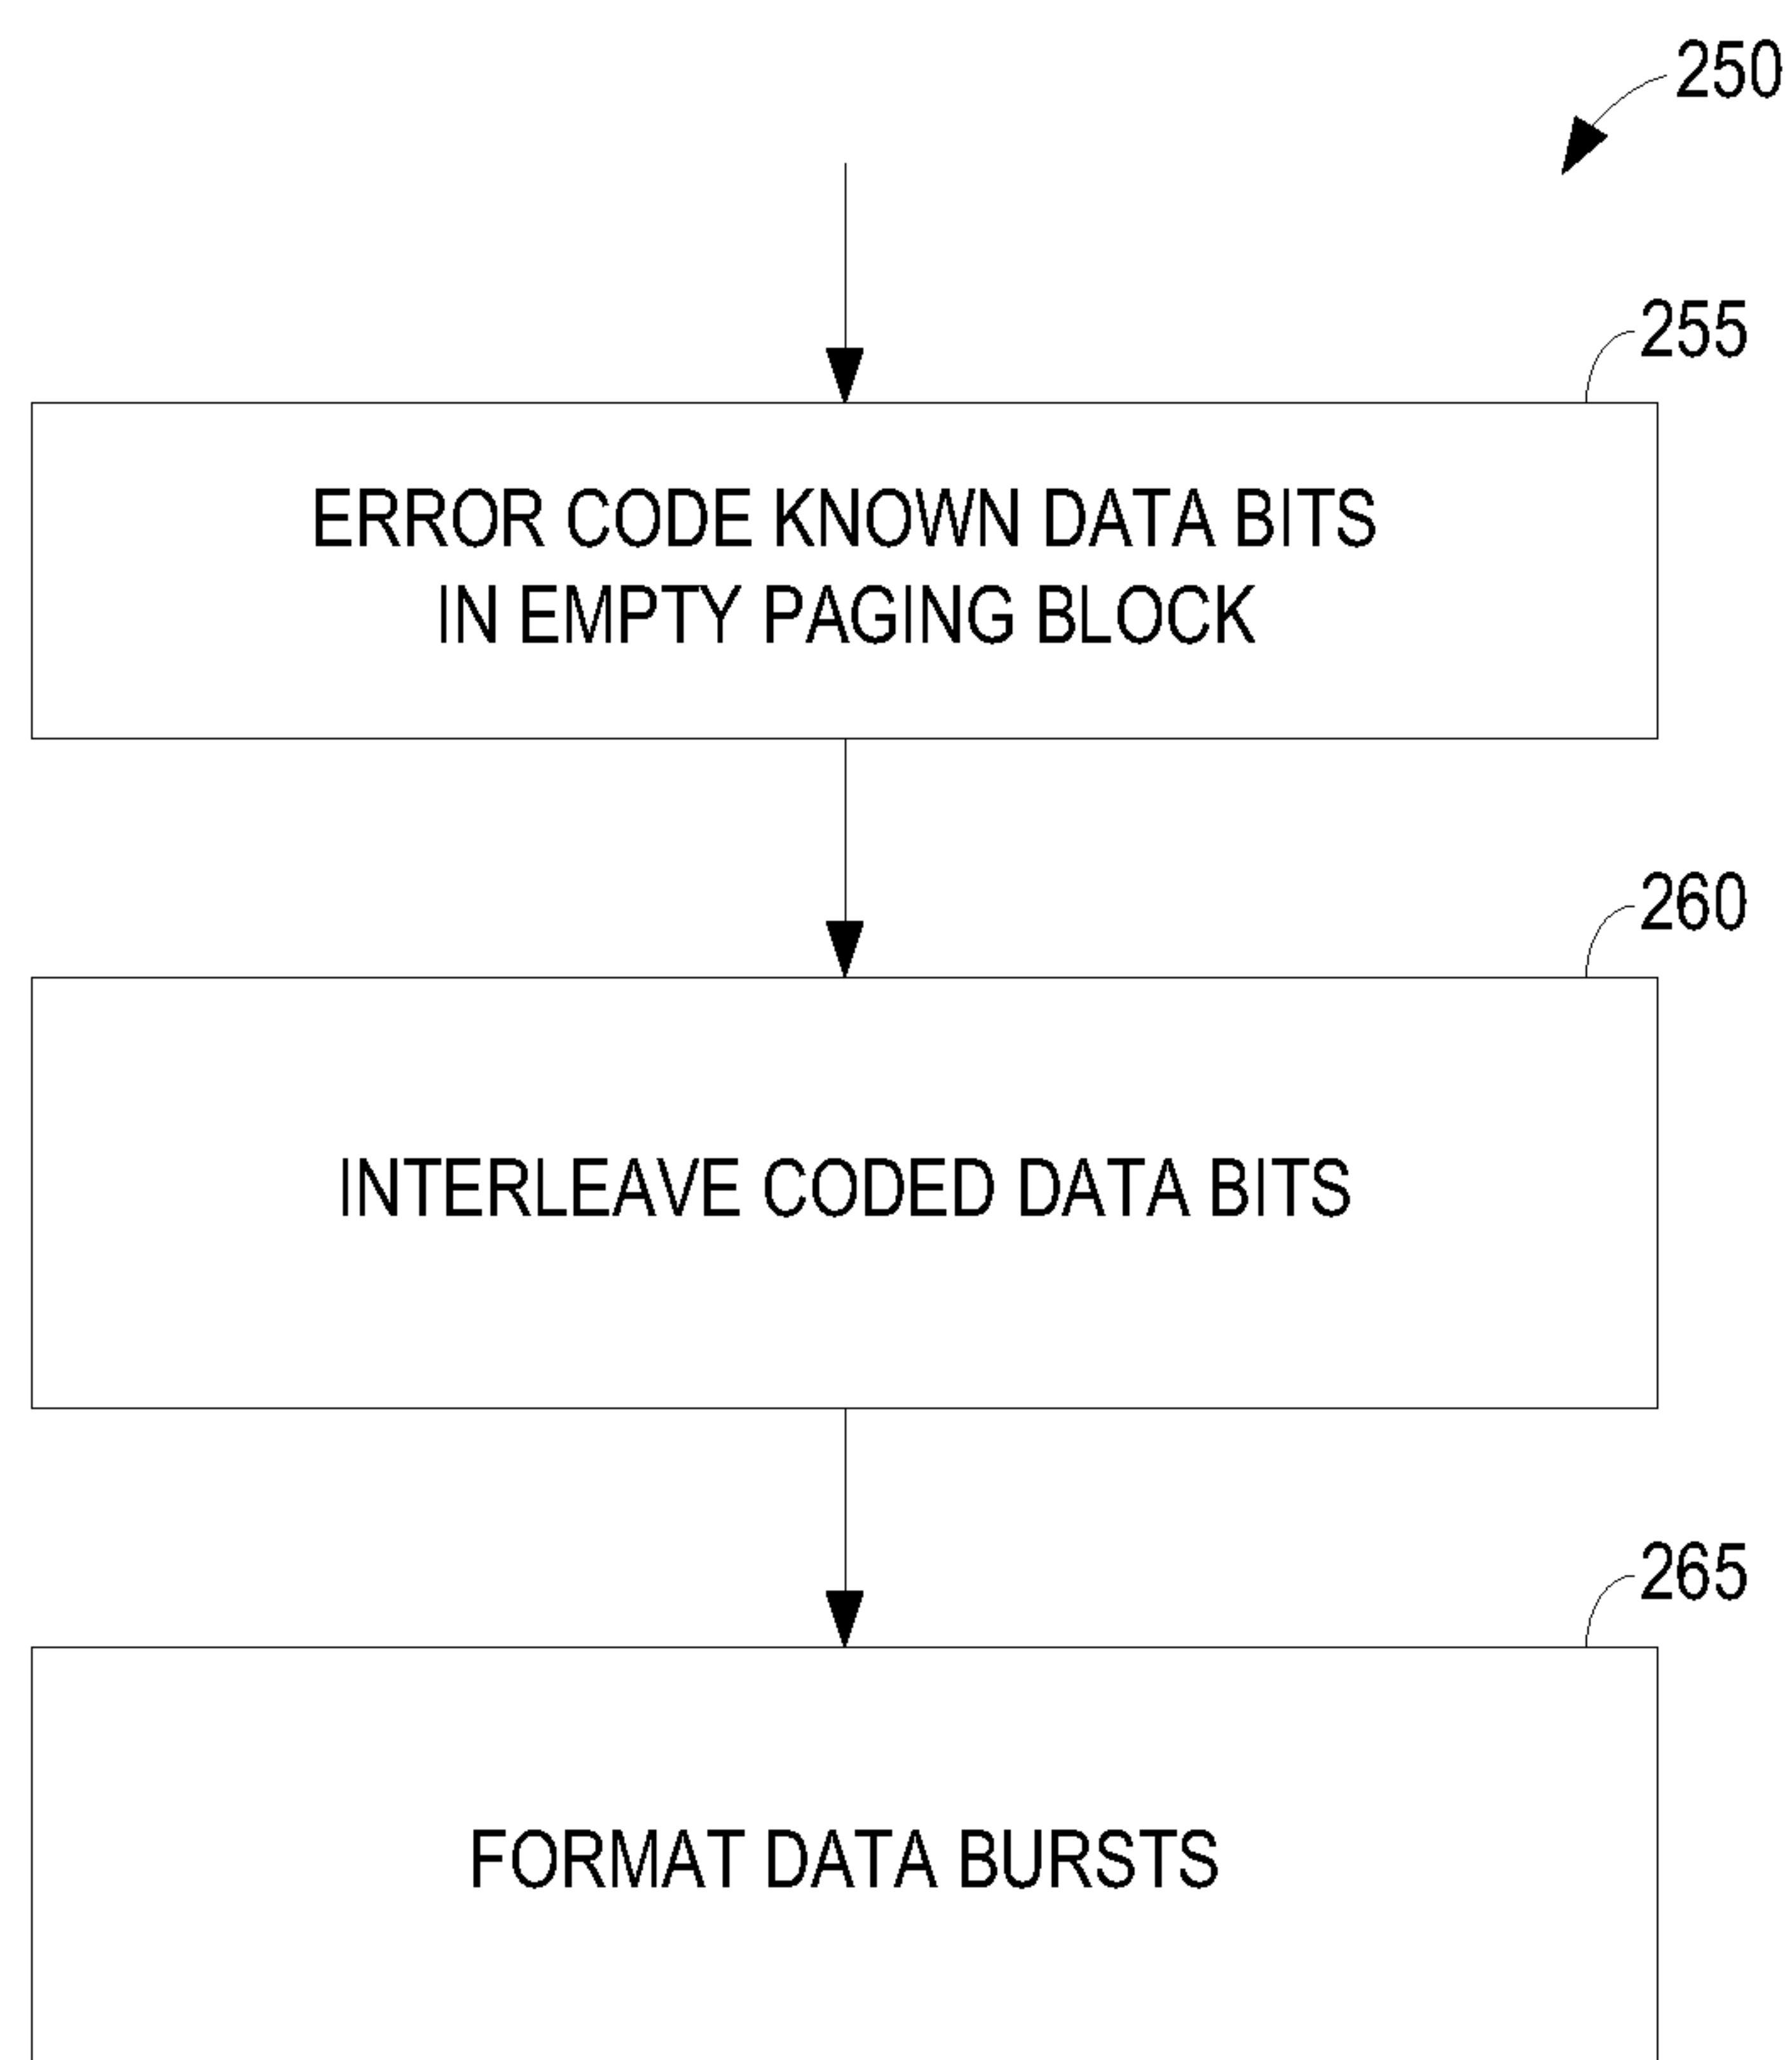 250
255
ERROR CODE KNOWN DATA BITS
IN EMPTY PAGING BLOCK
260
INTERLEAVE CODED DATA BITS
265
FORMAT DATA BURSTS